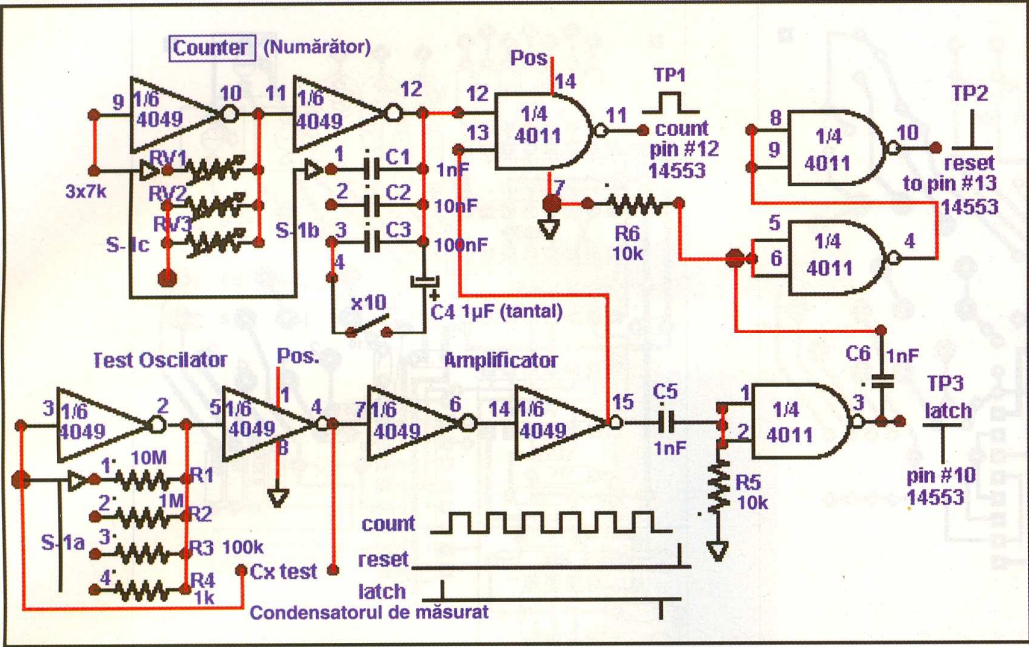 Counter (Numărător)
9 1/6 4049 10
11 1/6 4049 12
Pos
14
12
13
1/4 4011
11
7
TP1
count
pin #12
14553
TP2
8
9
1/4 4011
10
reset
to pin #13
14553
5
6
1/4 4011
4
3x7k
RV1
RV2
RV3
S-1c
S-1b
1 C1 1nF
2 C2 10nF
3 C3 100nF
4
x10
C4 1µF (tantal)
R6
10k
Test Oscilator
Pos.
Amplificator
3 1/6 4049 2
5 1/6 4049 4
1
8
7 1/6 4049 6
14 1/6 4049 15
C5
1nF
1
2
1/4 4011
3
C6 1nF
TP3
latch
pin #10
14553
R5
10k
S-1a
1 10M R1
2 1M R2
3 R3 100k
4 R4 1k
Cx test
Condensatorul de măsurat
count
reset
latch